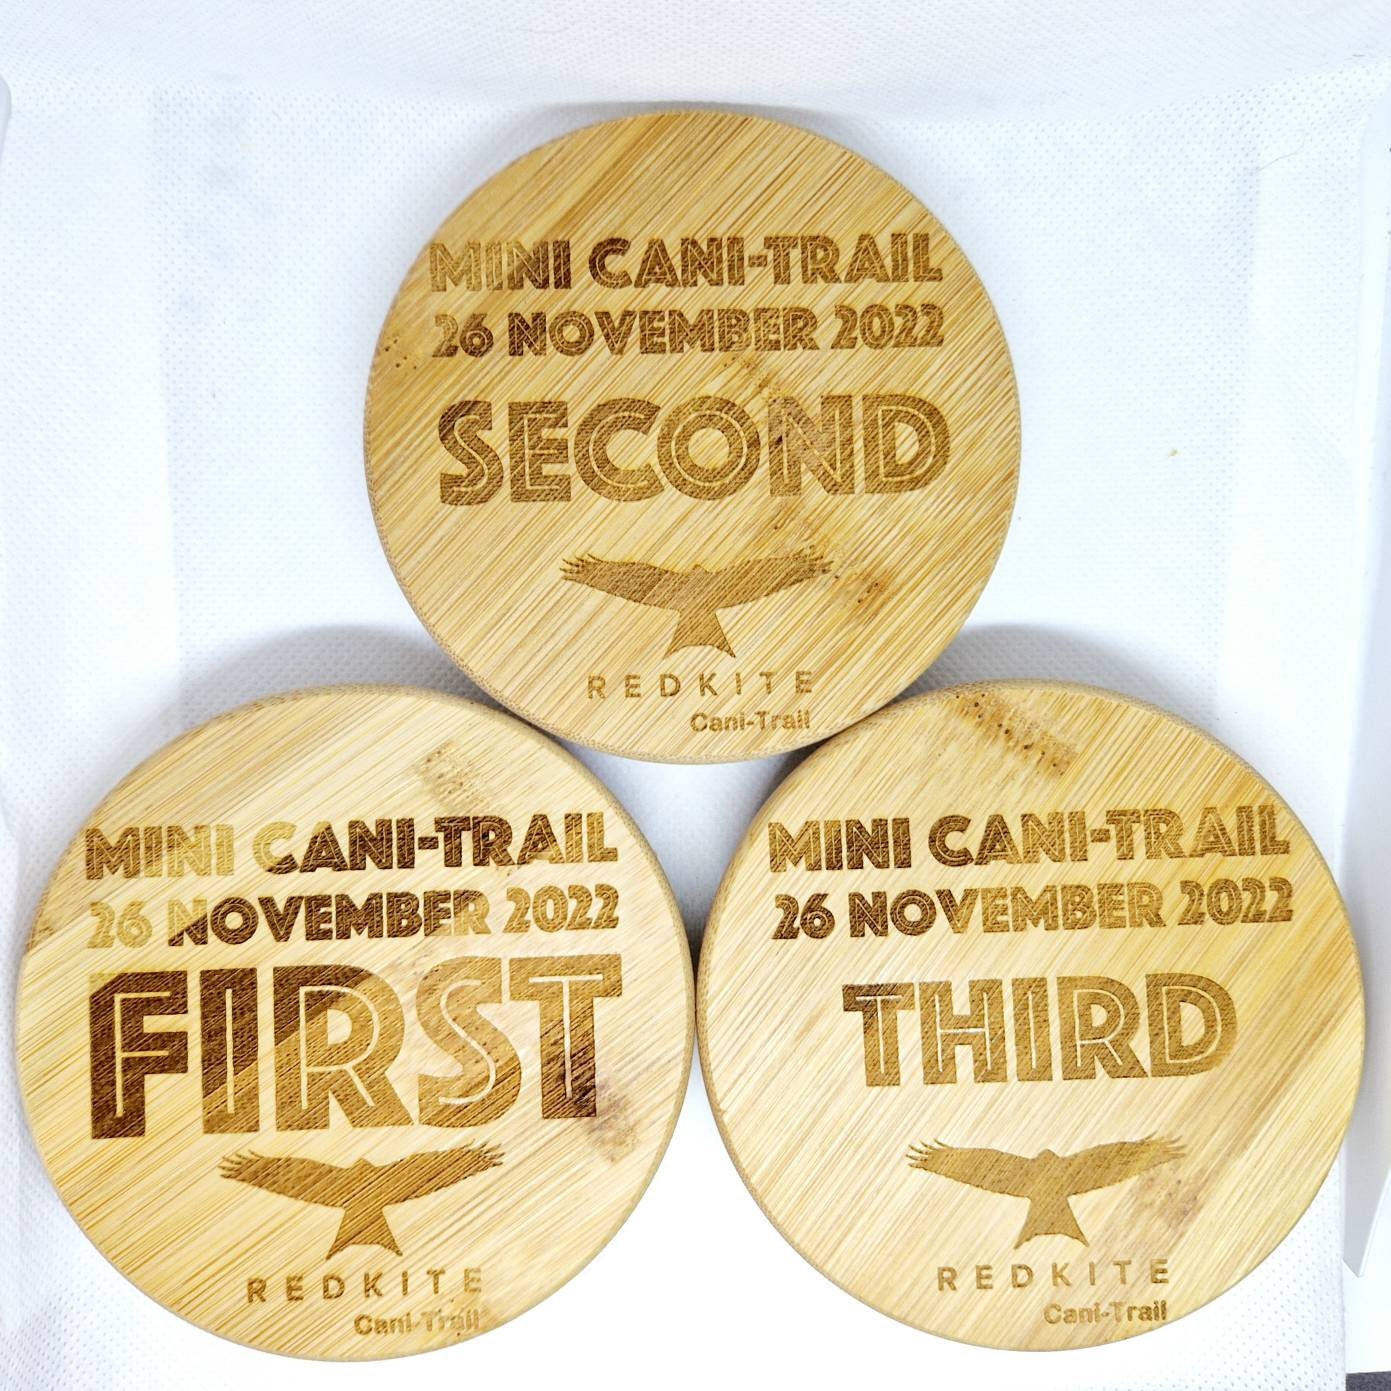 MINI CANI-TRAIL
26 NOVEMBER 2022
SECOND
REDKITE
Cani-Trail
MINI CANI-TRAIL
26 NOVEMBER 2022
FIRST
REDKITE
Cani-Trail
MINI CANI-TRAIL
26 NOVEMBER 2022
THIRD
REDKITE
Cani-Trail